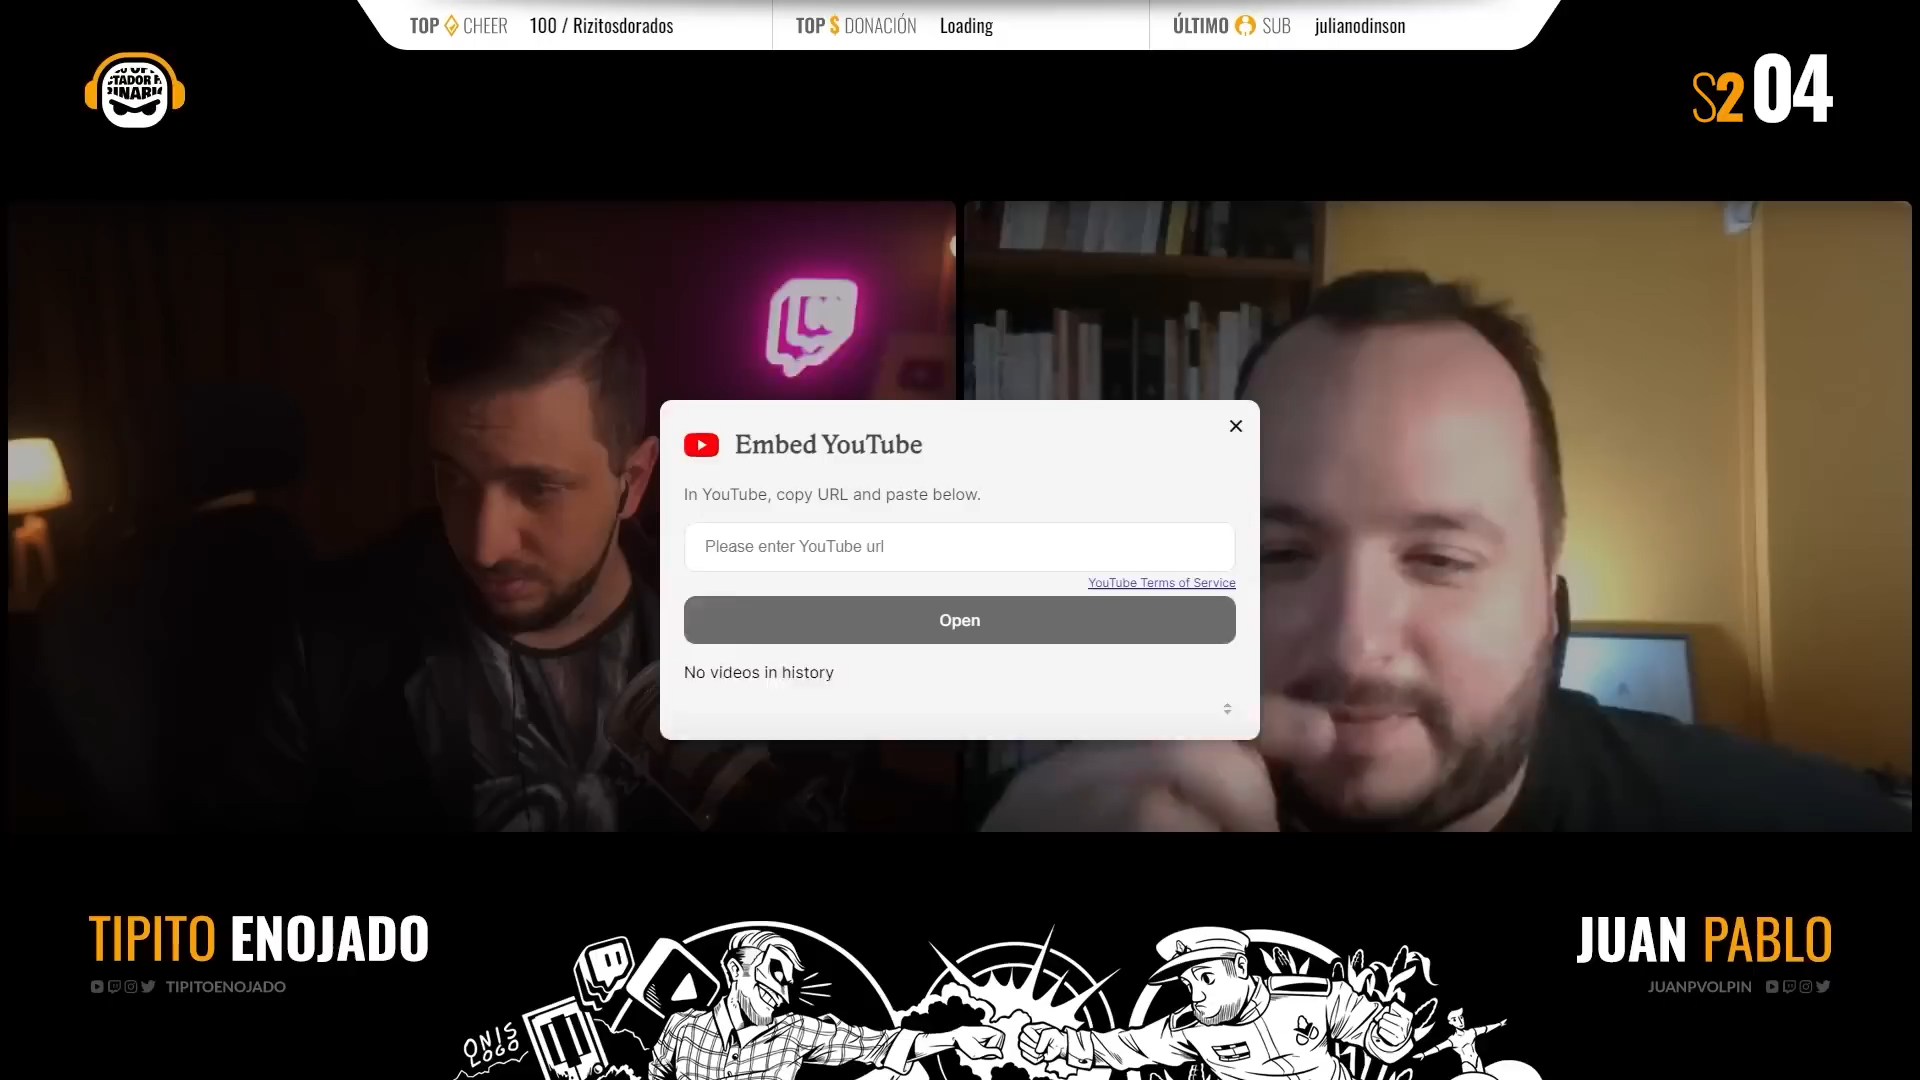 TOP CHEER 100 / Rizitosdorados
TOP $ DONACIÓN Loading
ÚLTIMO SUB julianodinson
S2 04
Embed YouTube
In YouTube, copy URL and paste below.
Please enter YouTube url
YouTube Terms of Service
Open
No videos in history
TIPITO ENOJADO
TIPITOENOJADO
JUAN PABLO
JUANPVOLPIN
ONIS
LOGO